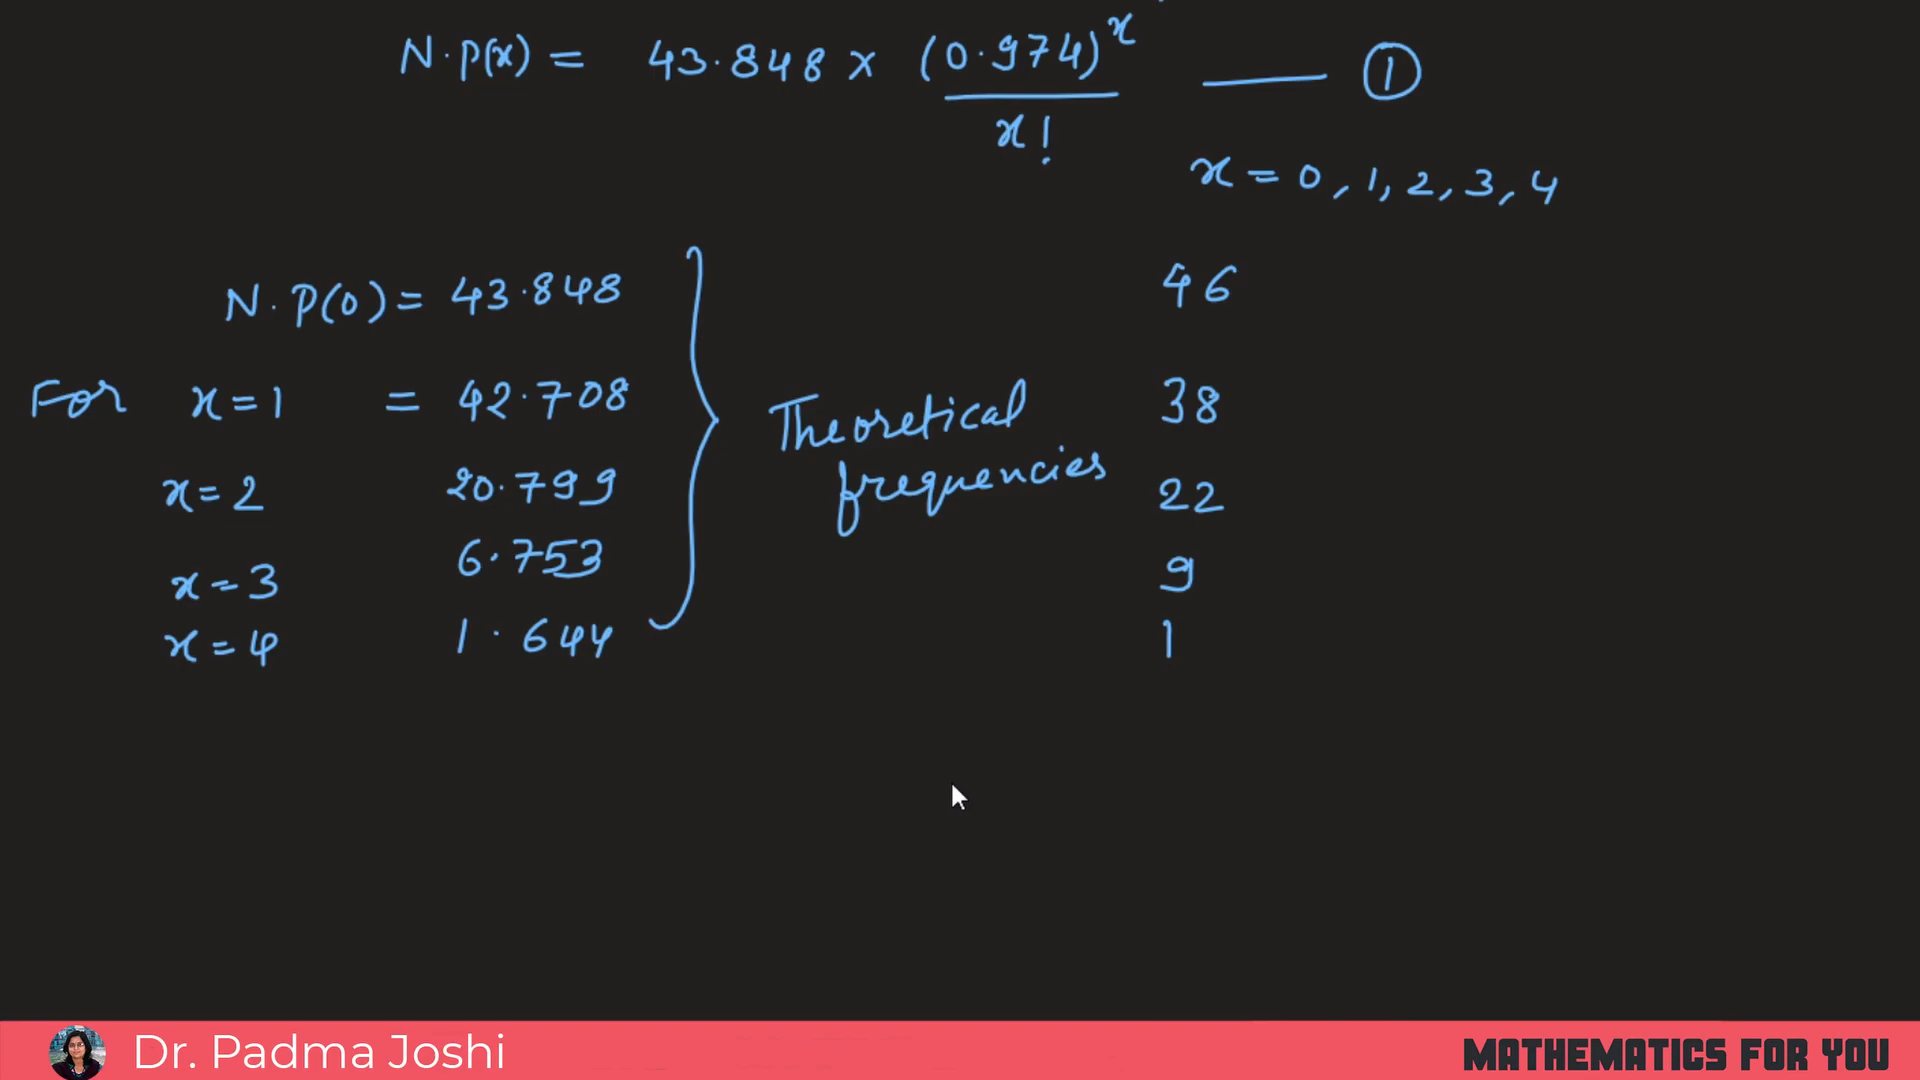 N·P(x) = 43.848 × (0.974)^x / x! —— ①
x = 0, 1, 2, 3, 4
N·P(0) = 43.848 46
For x=1 = 42.708 38
Theoretical
x=2 20.799 22
frequencies
x=3 6.753 9
x=4 1.644 1
Dr. Padma Joshi
MATHEMATICS FOR YOU